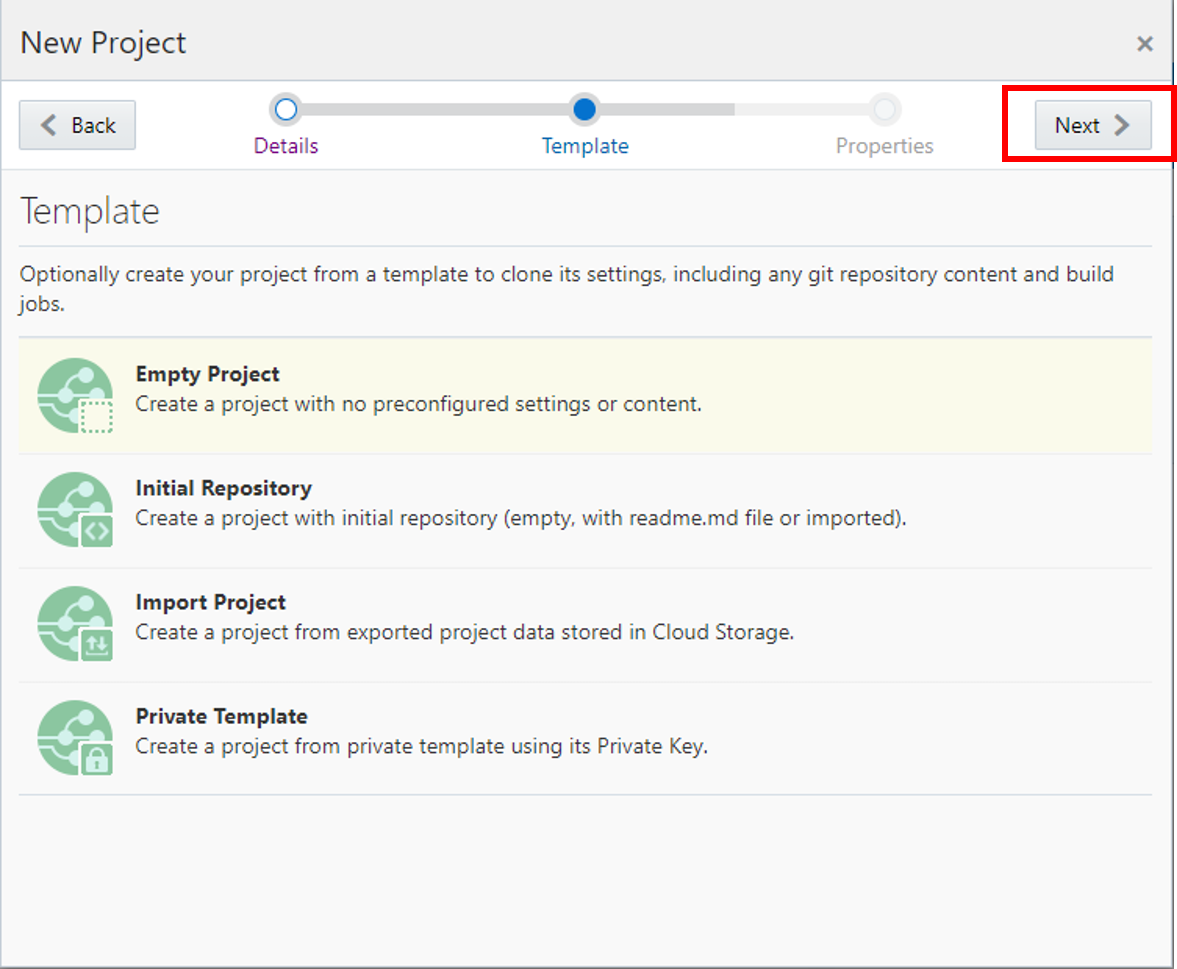 New Project
×
Back
Details
Template
Properties
Next
Template
Optionally create your project from a template to clone its settings, including any git repository content and build
jobs.
Empty Project
Create a project with no preconfigured settings or content.
Initial Repository
Create a project with initial repository (empty, with readme.md file or imported).
Import Project
Create a project from exported project data stored in Cloud Storage.
Private Template
Create a project from private template using its Private Key.